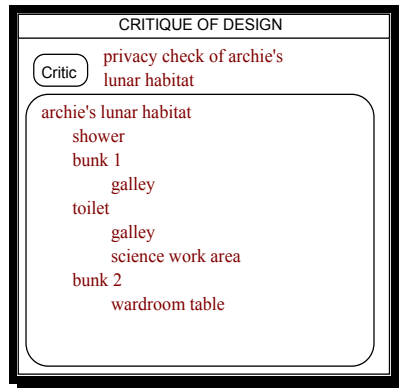 CRITIQUE OF DESIGN
Critic
privacy check of archie's
lunar habitat
archie's lunar habitat
shower
bunk 1
galley
toilet
galley
science work area
bunk 2
wardroom table